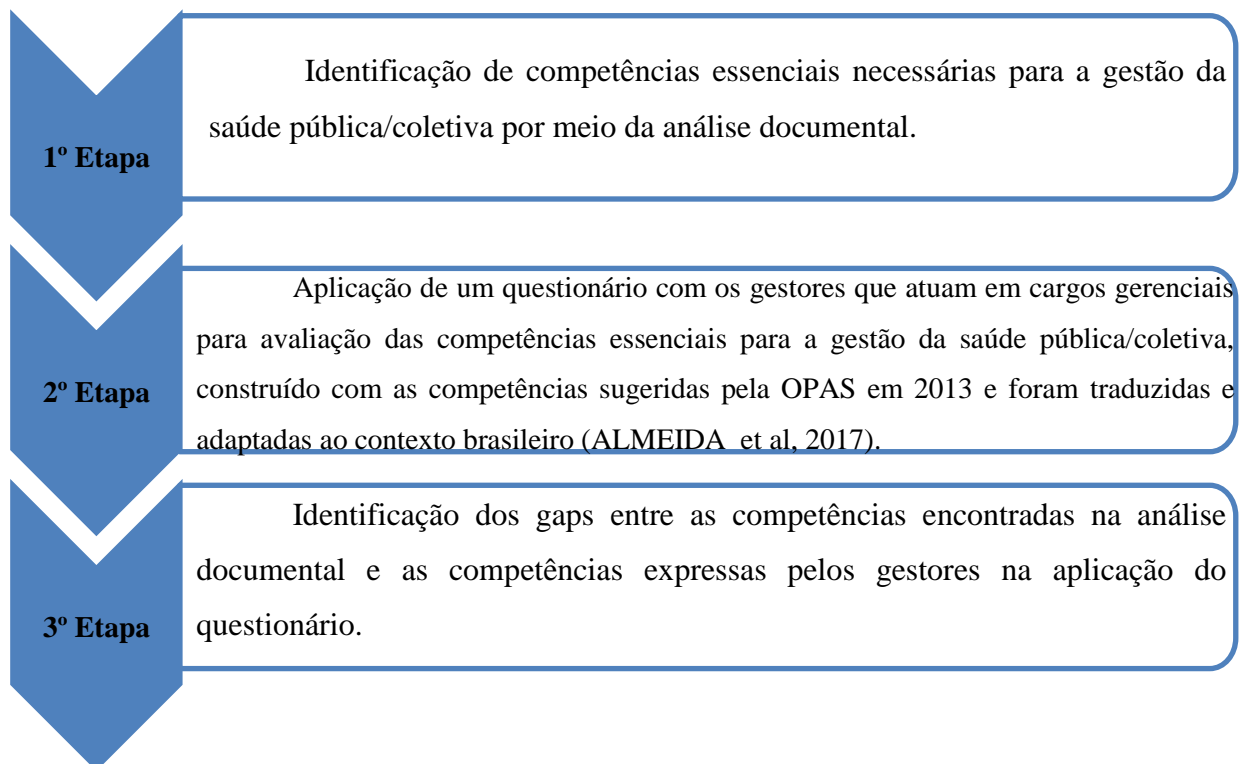 1º Etapa
Identificação de competências essenciais necessárias para a gestão da
saúde pública/coletiva por meio da análise documental.
2º Etapa
Aplicação de um questionário com os gestores que atuam em cargos gerenciais
para avaliação das competências essenciais para a gestão da saúde pública/coletiva,
construído com as competências sugeridas pela OPAS em 2013 e foram traduzidas e
adaptadas ao contexto brasileiro (ALMEIDA et al, 2017).
3º Etapa
Identificação dos gaps entre as competências encontradas na análise
documental e as competências expressas pelos gestores na aplicação do
questionário.